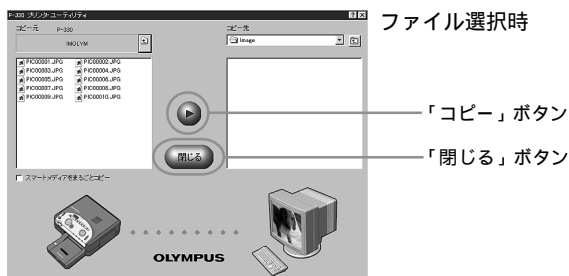 P-330 プリンタ・ユーティリティ
ファイル選択時
コピー元 P-330
コピー先
IMOLYM
Image
PIC00001.JPG PIC00002.JPG
PIC00003.JPG PIC00004.JPG
PIC00005.JPG PIC00006.JPG
PIC00007.JPG PIC00008.JPG
PIC00009.JPG PIC00010.JPG
「コピー」ボタン
閉じる
「閉じる」ボタン
スマートメディアをまるごとコピー
OLYMPUS